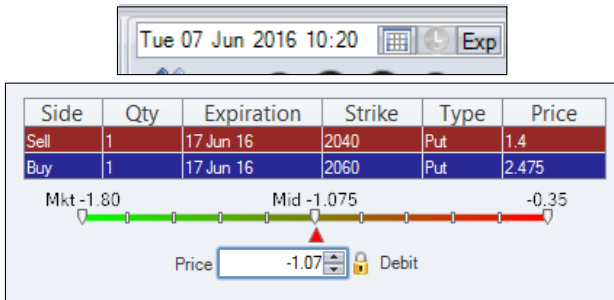 Tue 07 Jun 2016 10:20 Exp
Side Qty Expiration Strike Type Price
Sell 1 17 Jun 16 2040 Put 1.4
Buy 1 17 Jun 16 2060 Put 2.475
Mkt -1.80 Mid -1.075 -0.35
Price -1.07 Debit